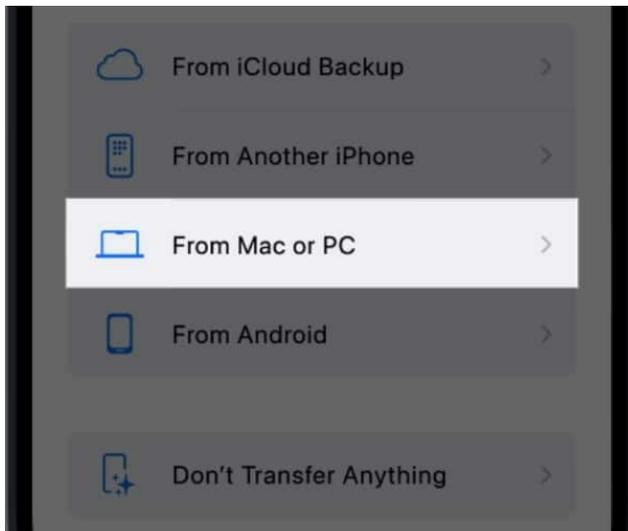 From iCloud Backup
From Another iPhone
From Mac or PC
From Android
Don't Transfer Anything